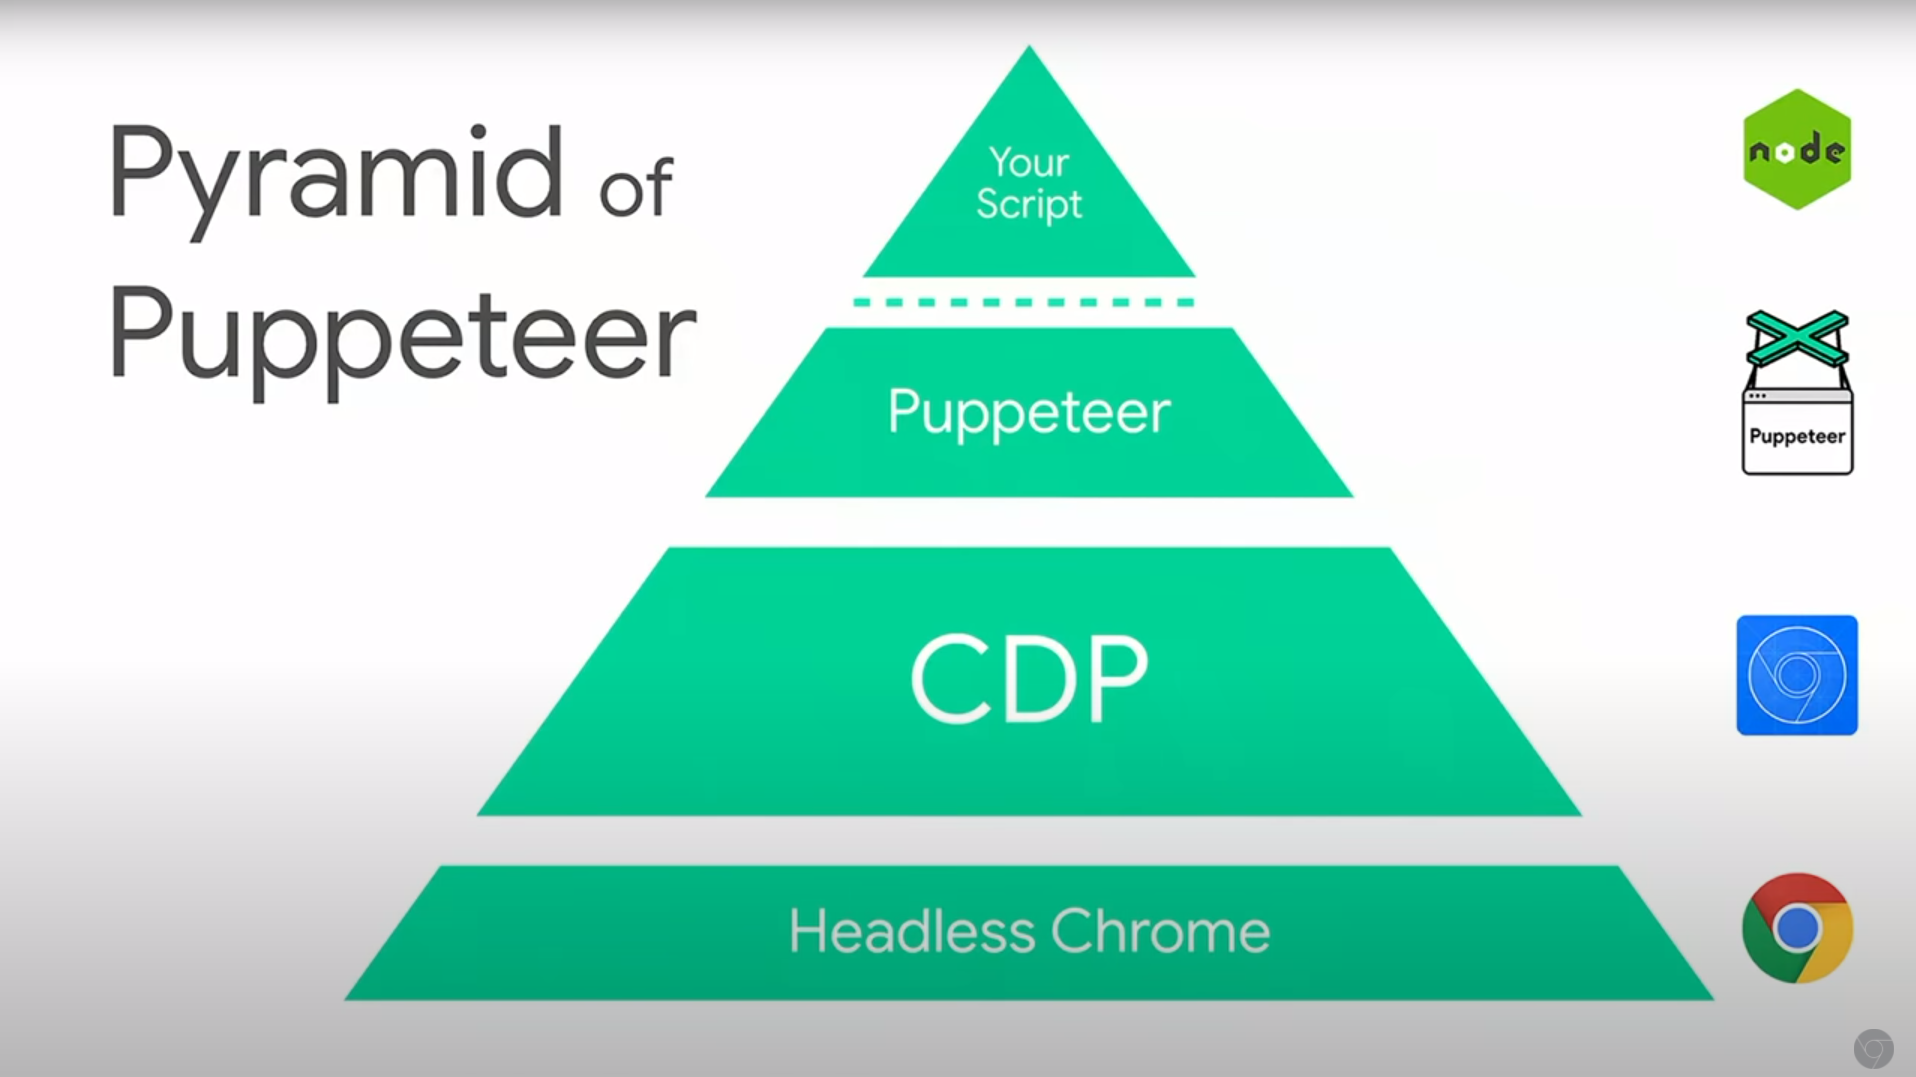 Pyramid of
Puppeteer
Your
Script
Puppeteer
CDP
Headless Chrome
node
Puppeteer